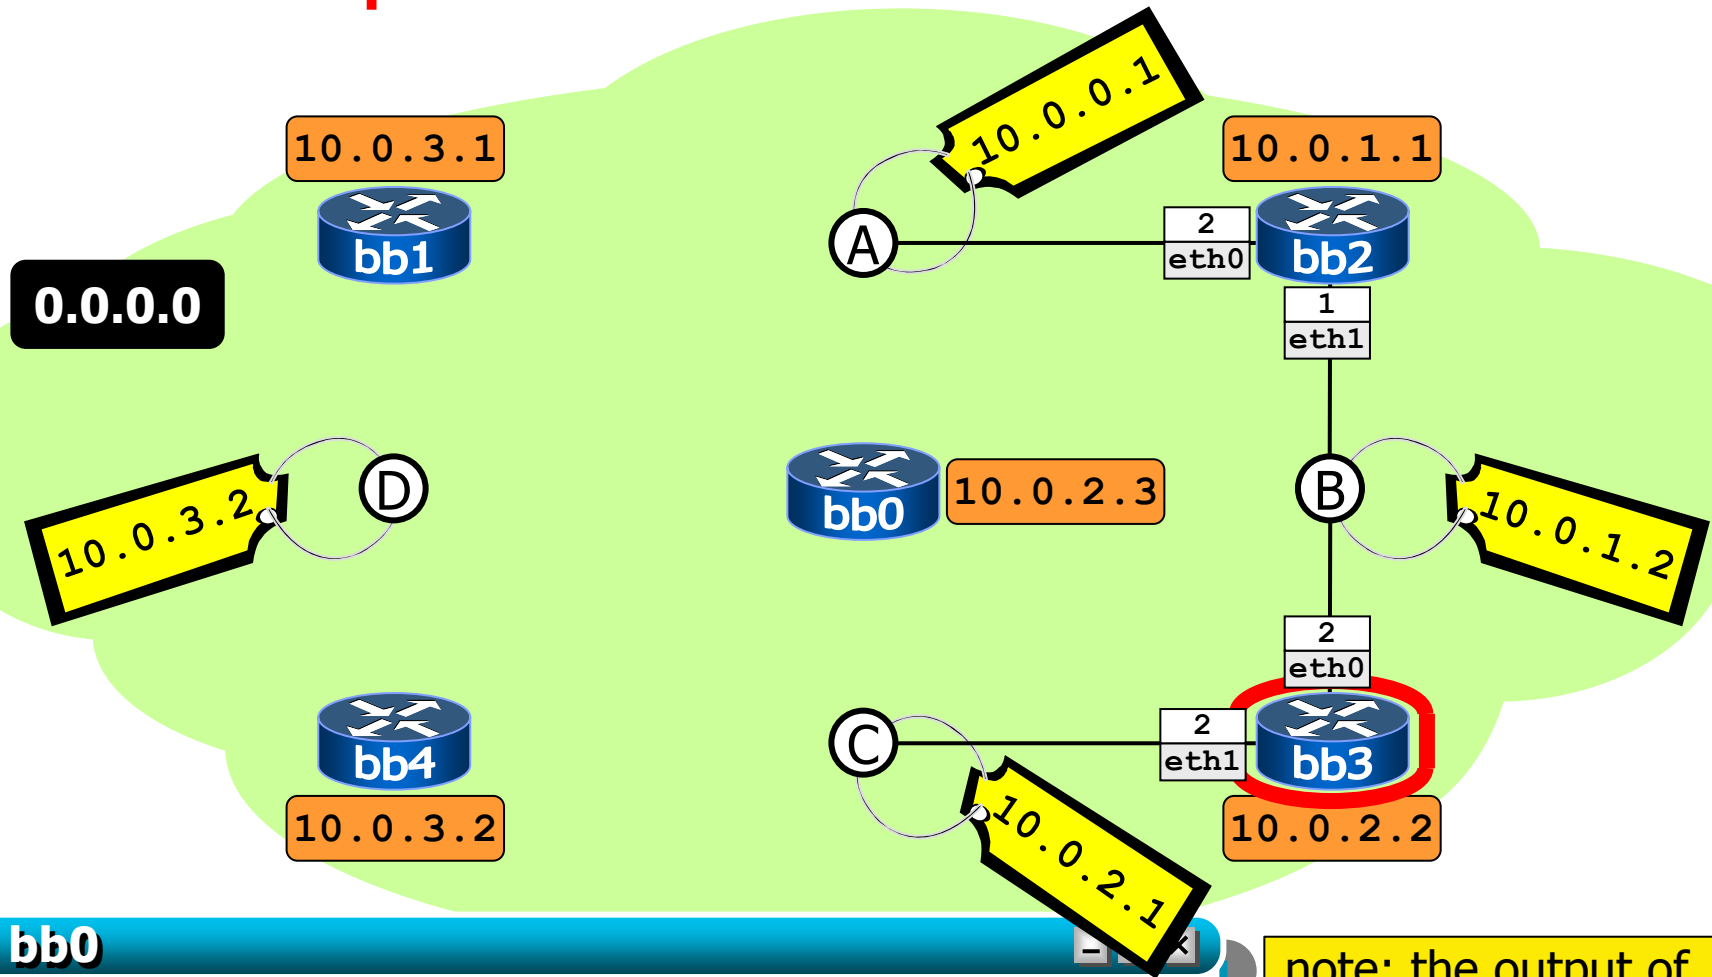 10.0.0.1
10.0.3.1
10.0.1.1
bb1
A
2
eth0
bb2
0.0.0.0
1
eth1
10.0.3.2
D
bb0
10.0.2.3
B
10.0.1.2
2
eth0
bb4
C
2
eth1
bb3
10.0.3.2
10.0.2.1
10.0.2.2
bb0
note: the output of